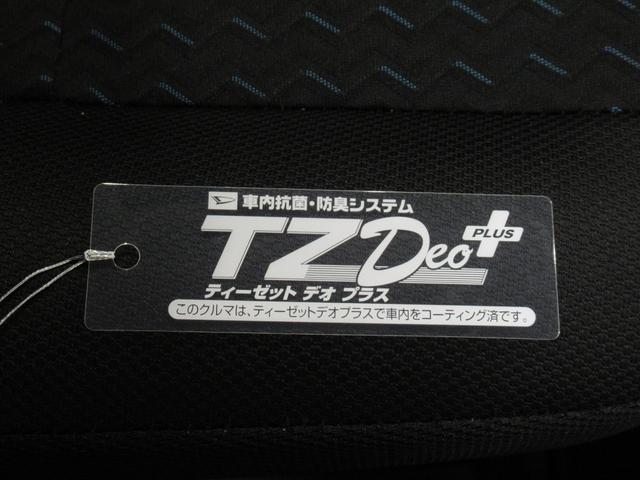 車内抗菌・防臭システム
TZ Deo PLUS
ティーゼット デオ プラス
このクルマは、ティーゼットデオプラスで車内をコーティング済です。